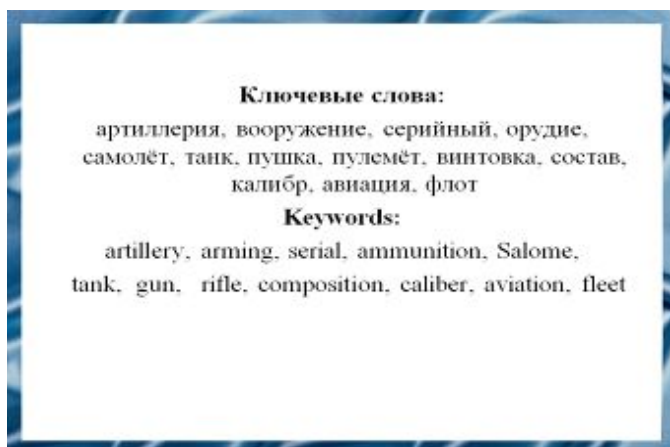 Ключевые слова:
артиллерия, вооружение, серийный, орудие,
самолёт, танк, пушка, пулемёт, винтовка, состав,
калибр, авиация, флот
Keywords:
artillery, arming, serial, ammunition, Salome,
tank, gun, rifle, composition, caliber, aviation, fleet